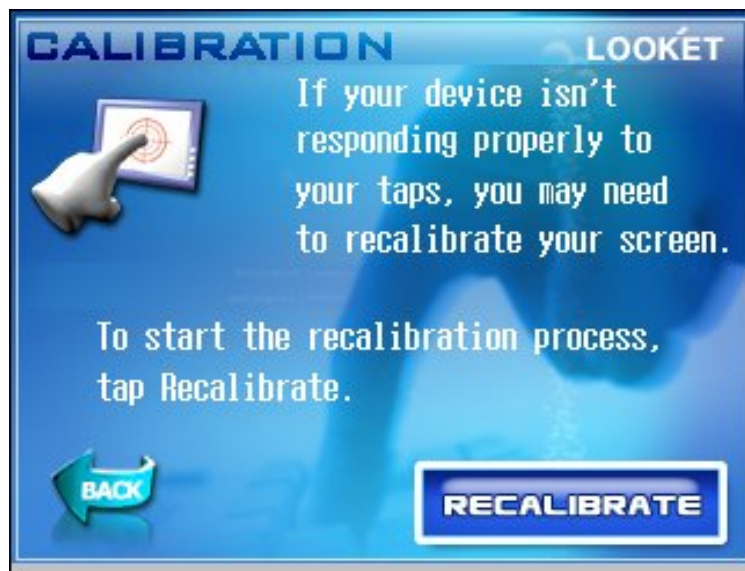 CALIBRATION
LOOKÉT
If your device isn't
responding properly to
your taps, you may need
to recalibrate your screen.
To start the recalibration process,
tap Recalibrate.
BACK
RECALIBRATE